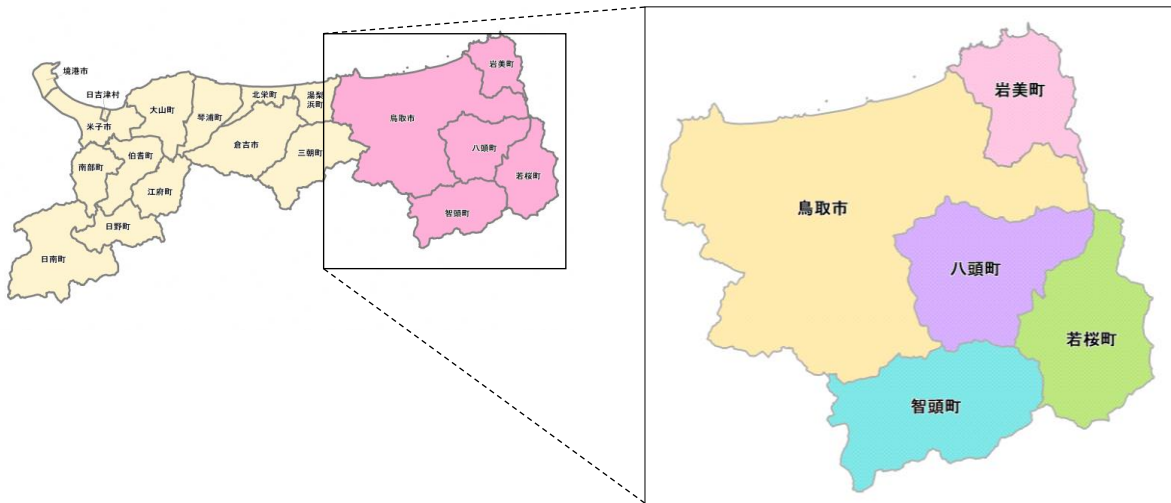 境港市
日吉津村
米子市
大山町
琴浦町
北栄町
湯梨
浜町
倉吉市
三朝町
南部町
伯耆町
江府町
日野町
日南町
鳥取市
岩美町
八頭町
若桜町
智頭町
岩美町
鳥取市
八頭町
若桜町
智頭町